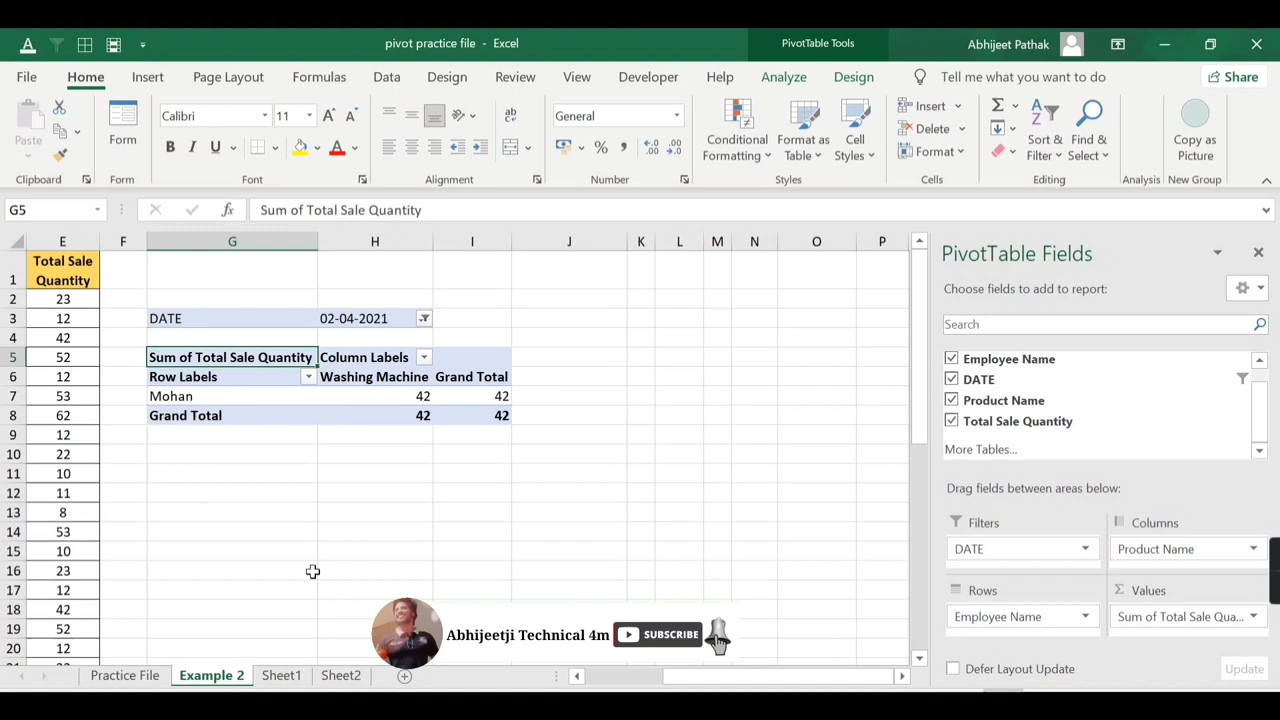 pivot practice file - Excel
PivotTable Tools
Abhijeet Pathak
File Home Insert Page Layout Formulas Data Design Review View Developer Help Analyze Design Tell me what you want to do Share
Paste
Form
Calibri 11
General
Conditional Formatting
Format as Table
Cell Styles
Insert
Delete
Format
Sort & Filter
Find & Select
Copy as Picture
Clipboard Form Font Alignment Number Styles Cells Editing Analysis New Group
G5 fx Sum of Total Sale Quantity
E F G H I J K L M N O P
1 Total Sale Quantity
2 23
3 12 DATE 02-04-2021
4 42
5 52 Sum of Total Sale Quantity Column Labels
6 12 Row Labels Washing Machine Grand Total
7 53 Mohan 42 42
8 62 Grand Total 42 42
9 12
10 22
11 10
12 11
13 8
14 53
15 10
16 23
17 12
18 42
19 52
20 12
Abhijeetji Technical 4m SUBSCRIBE
Practice File Example 2 Sheet1 Sheet2
PivotTable Fields
Choose fields to add to report:
Search
Employee Name
DATE
Product Name
Total Sale Quantity
More Tables...
Drag fields between areas below:
Filters Columns
DATE Product Name
Rows Σ Values
Employee Name Sum of Total Sale Qua...
Defer Layout Update Update